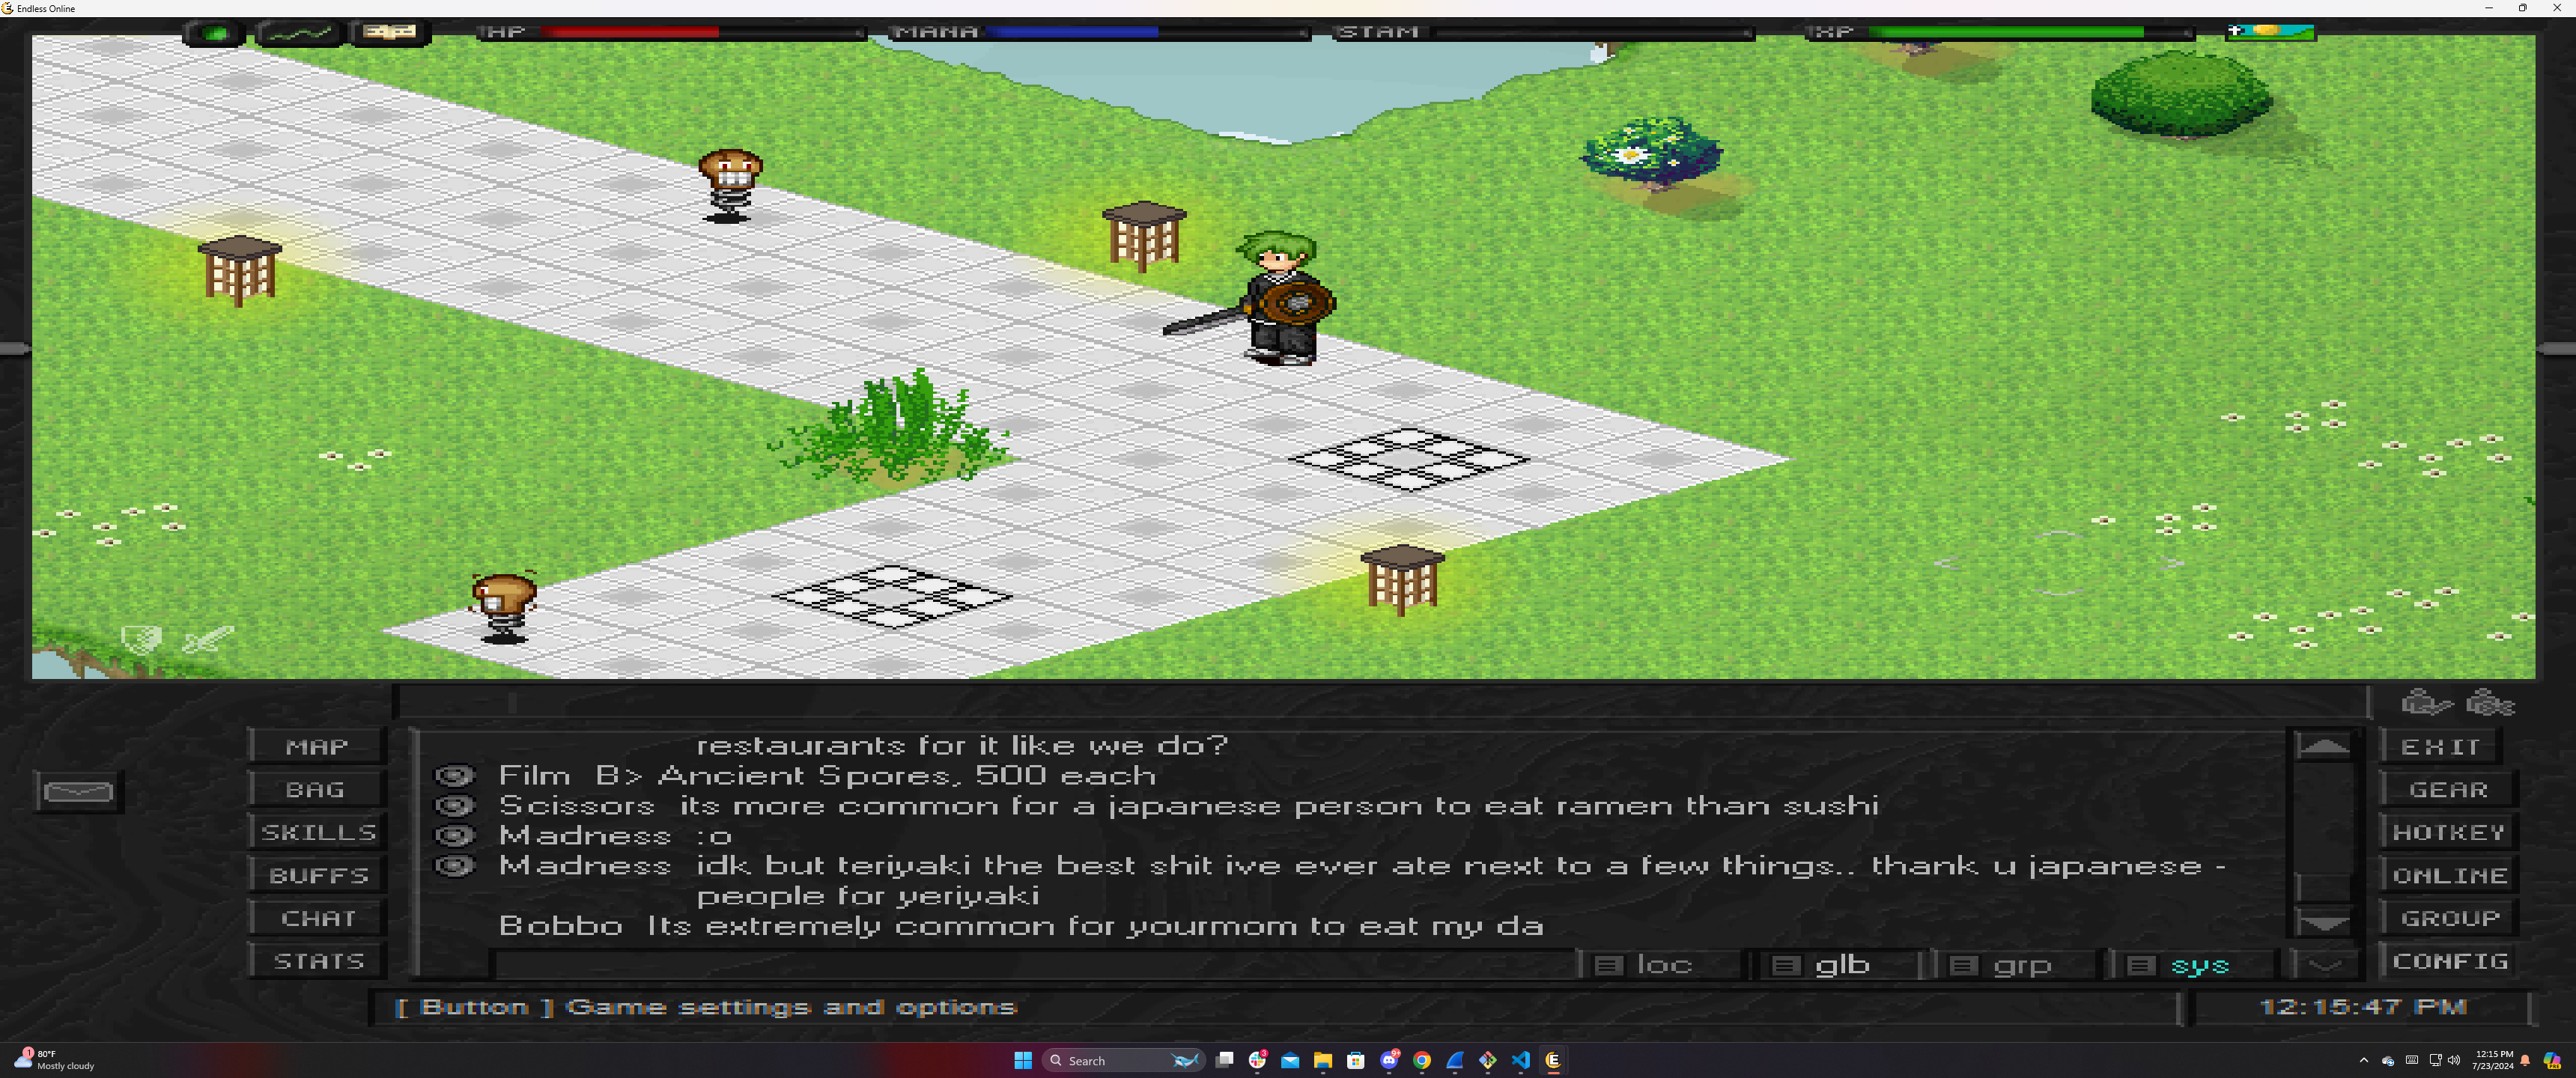 Endless Online
HP
MANA
STAM
XP
MAP
BAG
SKILLS
BUFFS
CHAT
STATS
restaurants for it like we do?
Film B> Ancient Spores, 500 each
Scissors its more common for a japanese person to eat ramen than sushi
Madness :o
Madness idk but teriyaki the best shit ive ever ate next to a few things.. thank u japanese -
people for yeriyaki
Bobbo Its extremely common for yourmom to eat my da
EXIT
GEAR
HOTKEY
ONLINE
GROUP
CONFIG
loc
glb
grp
sys
[ Button ] Game settings and options
12:15:47 PM
1
80°F
Mostly cloudy
Search
3
9+
12:15 PM
7/23/2024